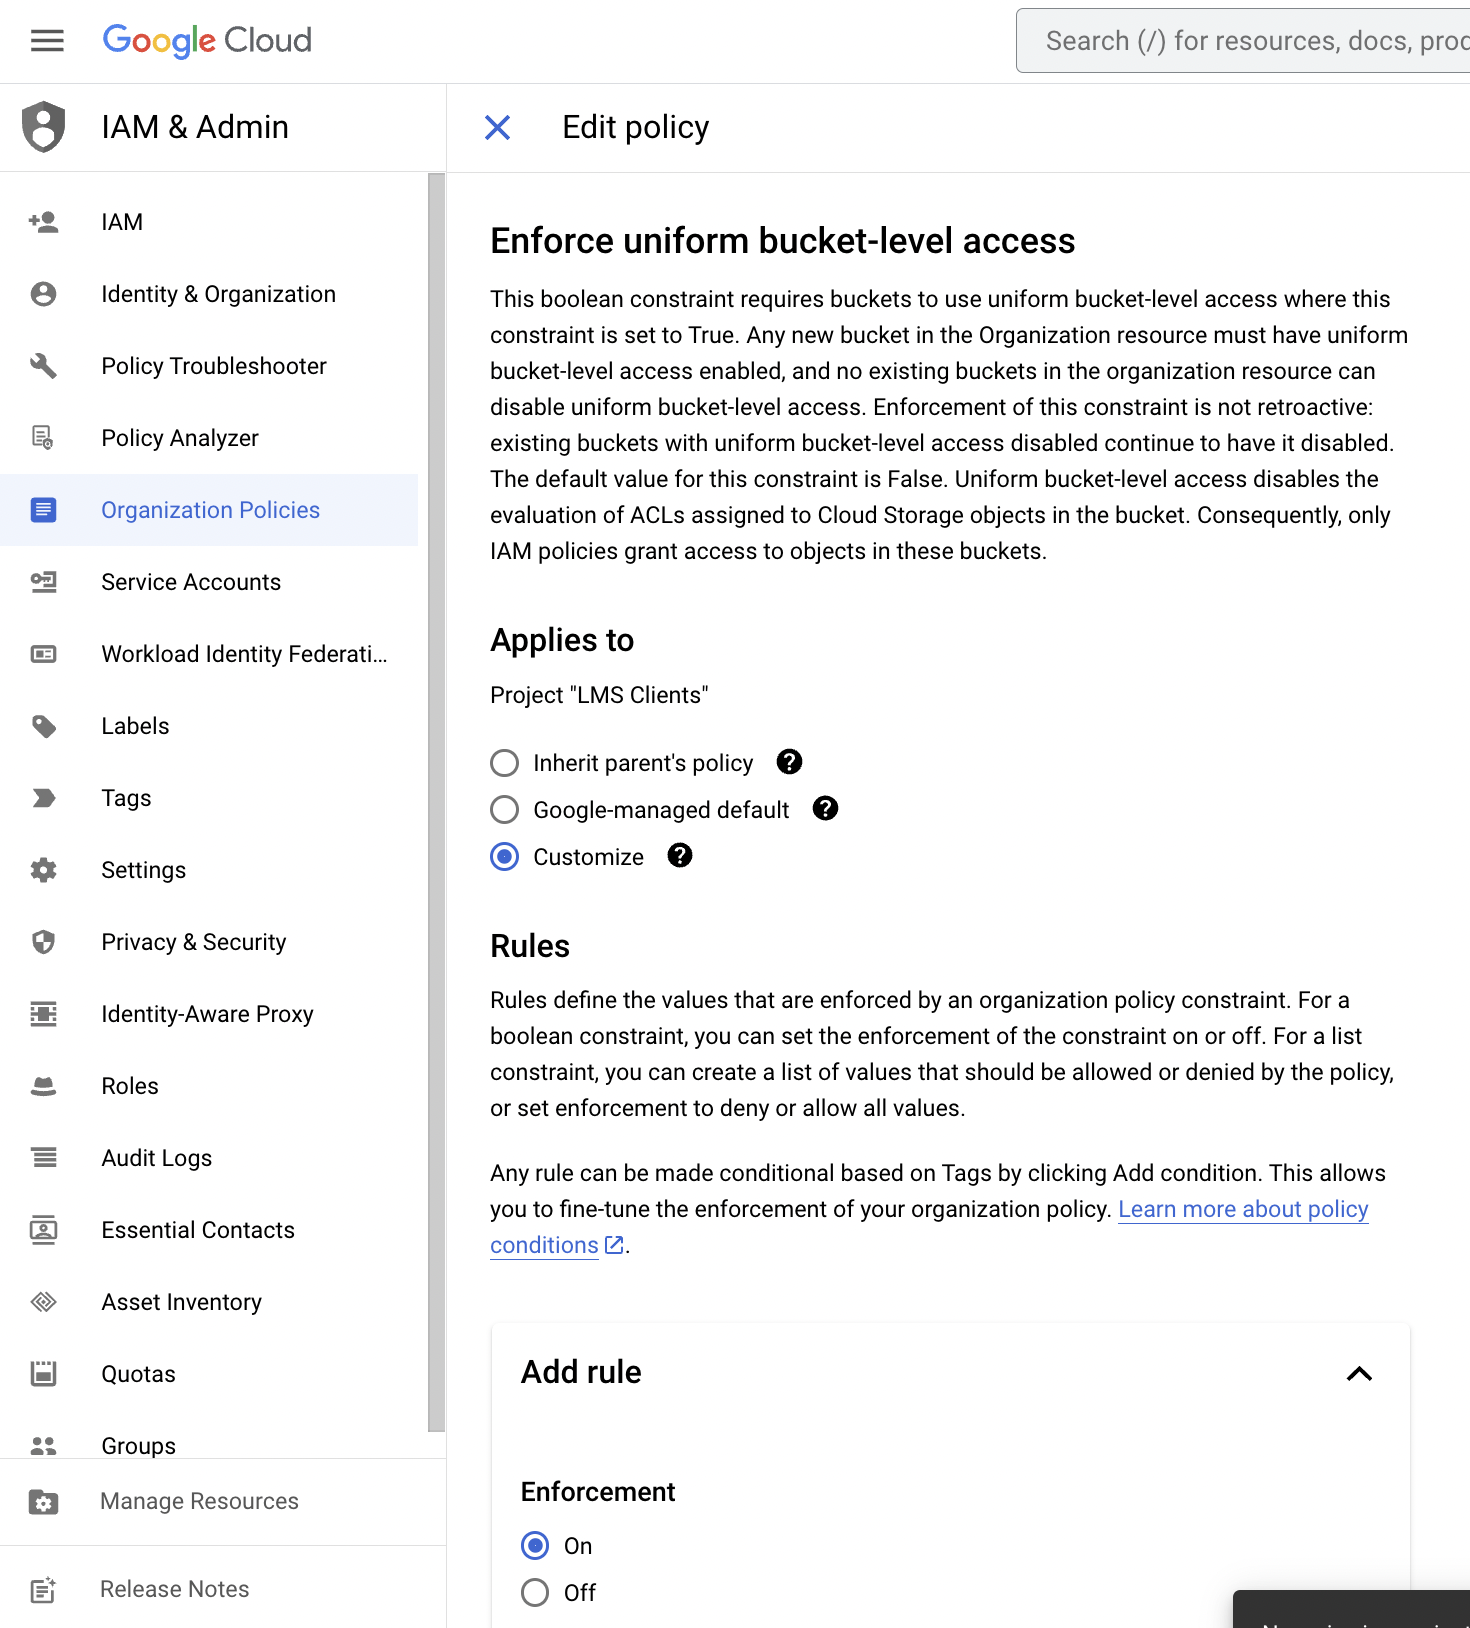 Google Cloud
Search (/) for resources, docs, prod
IAM & Admin
Edit policy
IAM
Identity & Organization
Policy Troubleshooter
Policy Analyzer
Organization Policies
Service Accounts
Workload Identity Federati...
Labels
Tags
Settings
Privacy & Security
Identity-Aware Proxy
Roles
Audit Logs
Essential Contacts
Asset Inventory
Quotas
Groups
Manage Resources
Release Notes
Enforce uniform bucket-level access
This boolean constraint requires buckets to use uniform bucket-level access where this
constraint is set to True. Any new bucket in the Organization resource must have uniform
bucket-level access enabled, and no existing buckets in the organization resource can
disable uniform bucket-level access. Enforcement of this constraint is not retroactive:
existing buckets with uniform bucket-level access disabled continue to have it disabled.
The default value for this constraint is False. Uniform bucket-level access disables the
evaluation of ACLs assigned to Cloud Storage objects in the bucket. Consequently, only
IAM policies grant access to objects in these buckets.
Applies to
Project "LMS Clients"
Inherit parent's policy
Google-managed default
Customize
Rules
Rules define the values that are enforced by an organization policy constraint. For a
boolean constraint, you can set the enforcement of the constraint on or off. For a list
constraint, you can create a list of values that should be allowed or denied by the policy,
or set enforcement to deny or allow all values.
Any rule can be made conditional based on Tags by clicking Add condition. This allows
you to fine-tune the enforcement of your organization policy. Learn more about policy
conditions.
Add rule
Enforcement
On
Off